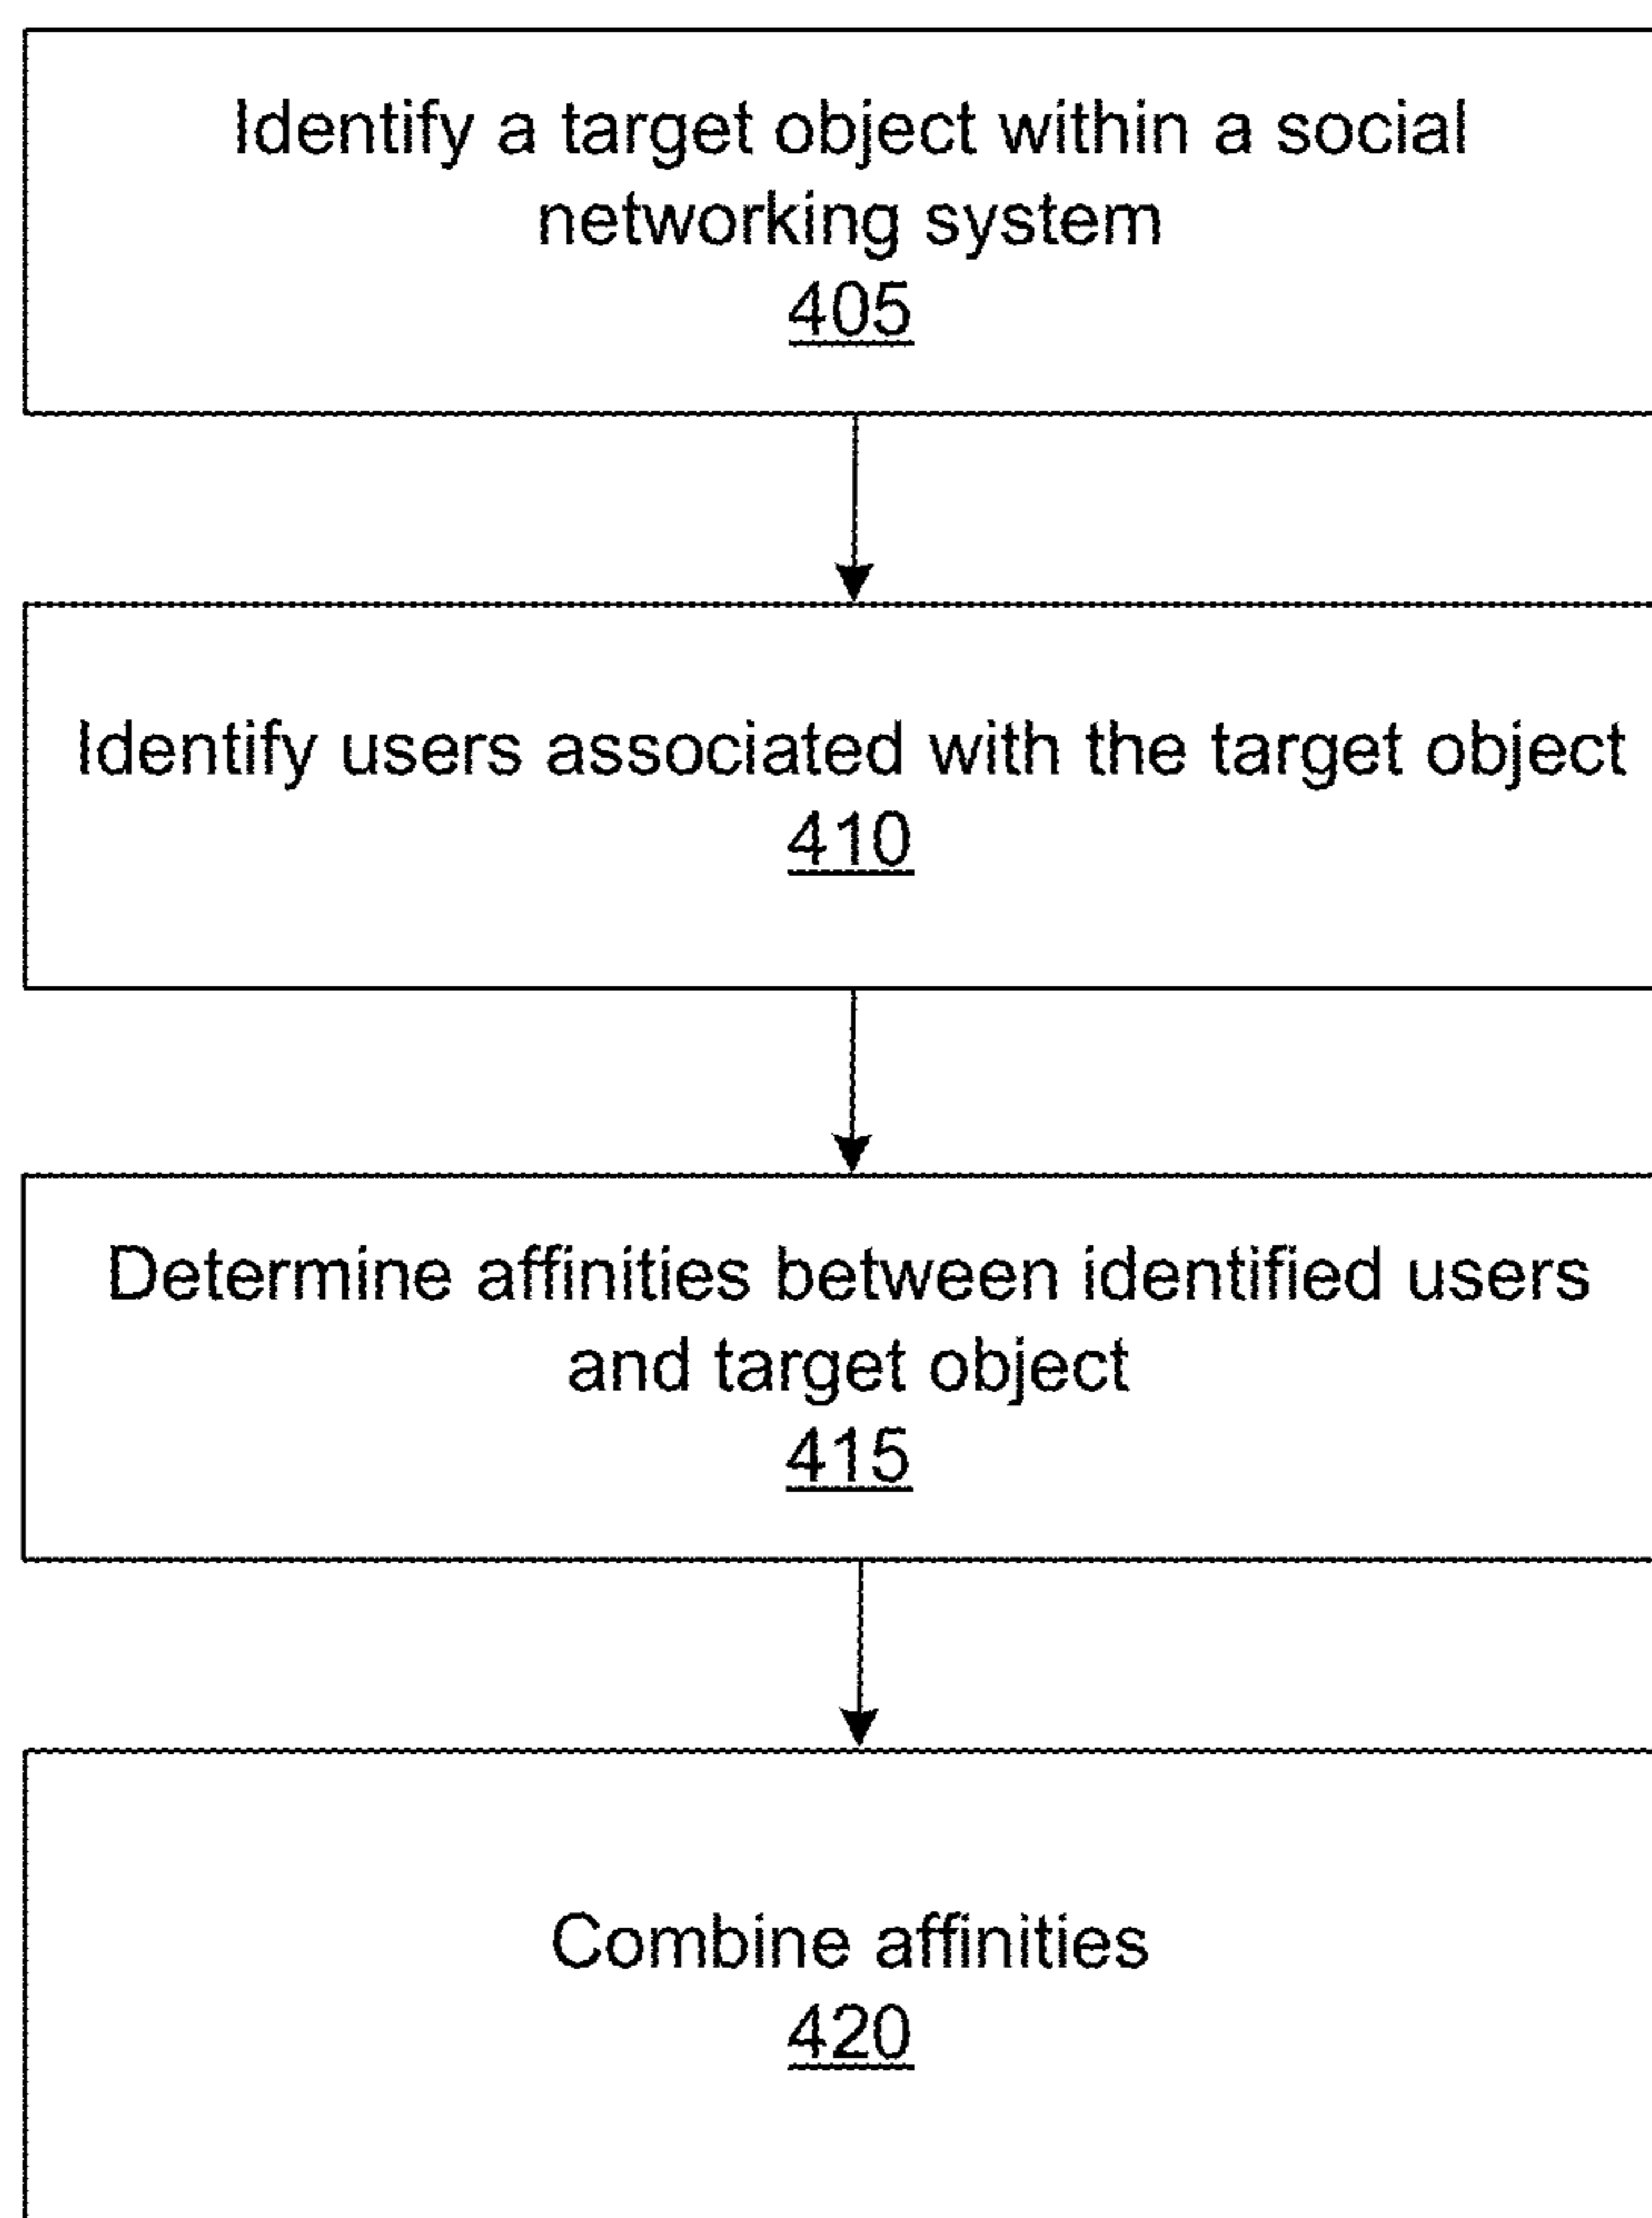 Identify a target object within a social
networking system
405
Identify users associated with the target object
410
Determine affinities between identified users
and target object
415
Combine affinities
420